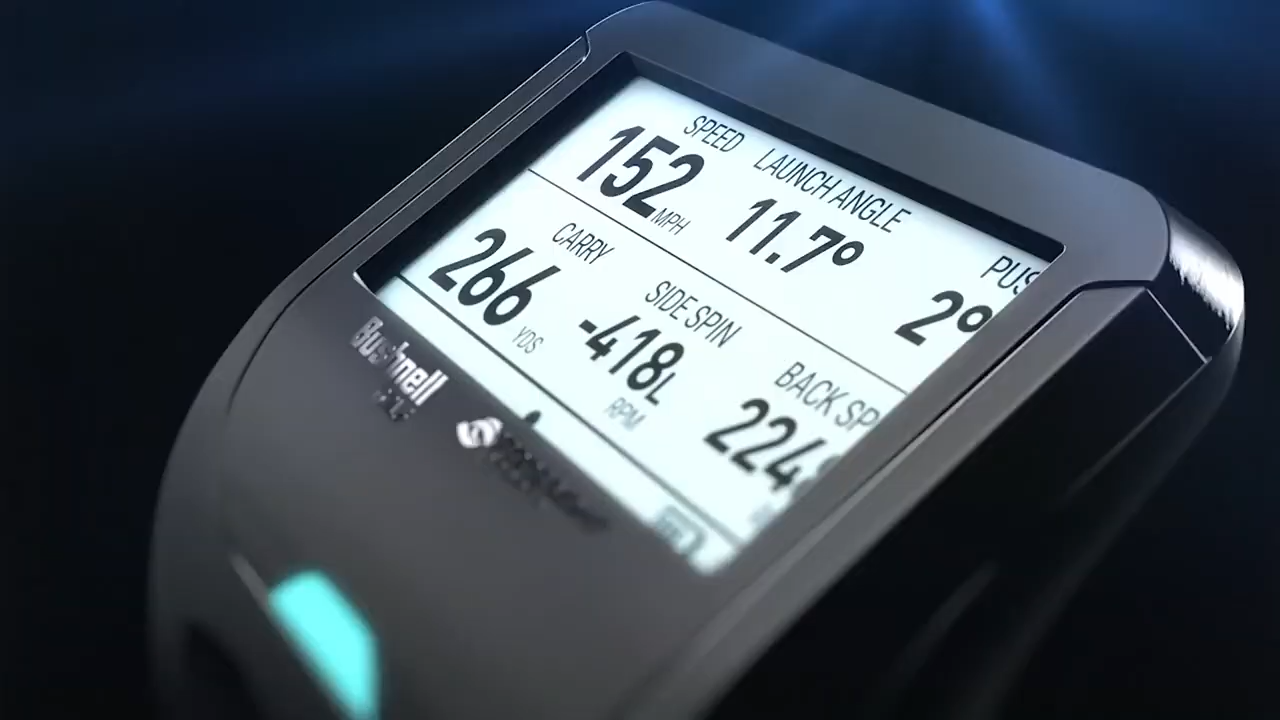 SPEED
152 MPH
LAUNCH ANGLE
11.7°
PUS
2°
CARRY
266 YDS
SIDE SPIN
-418L
RPM
BACK SP
224
Bushnell